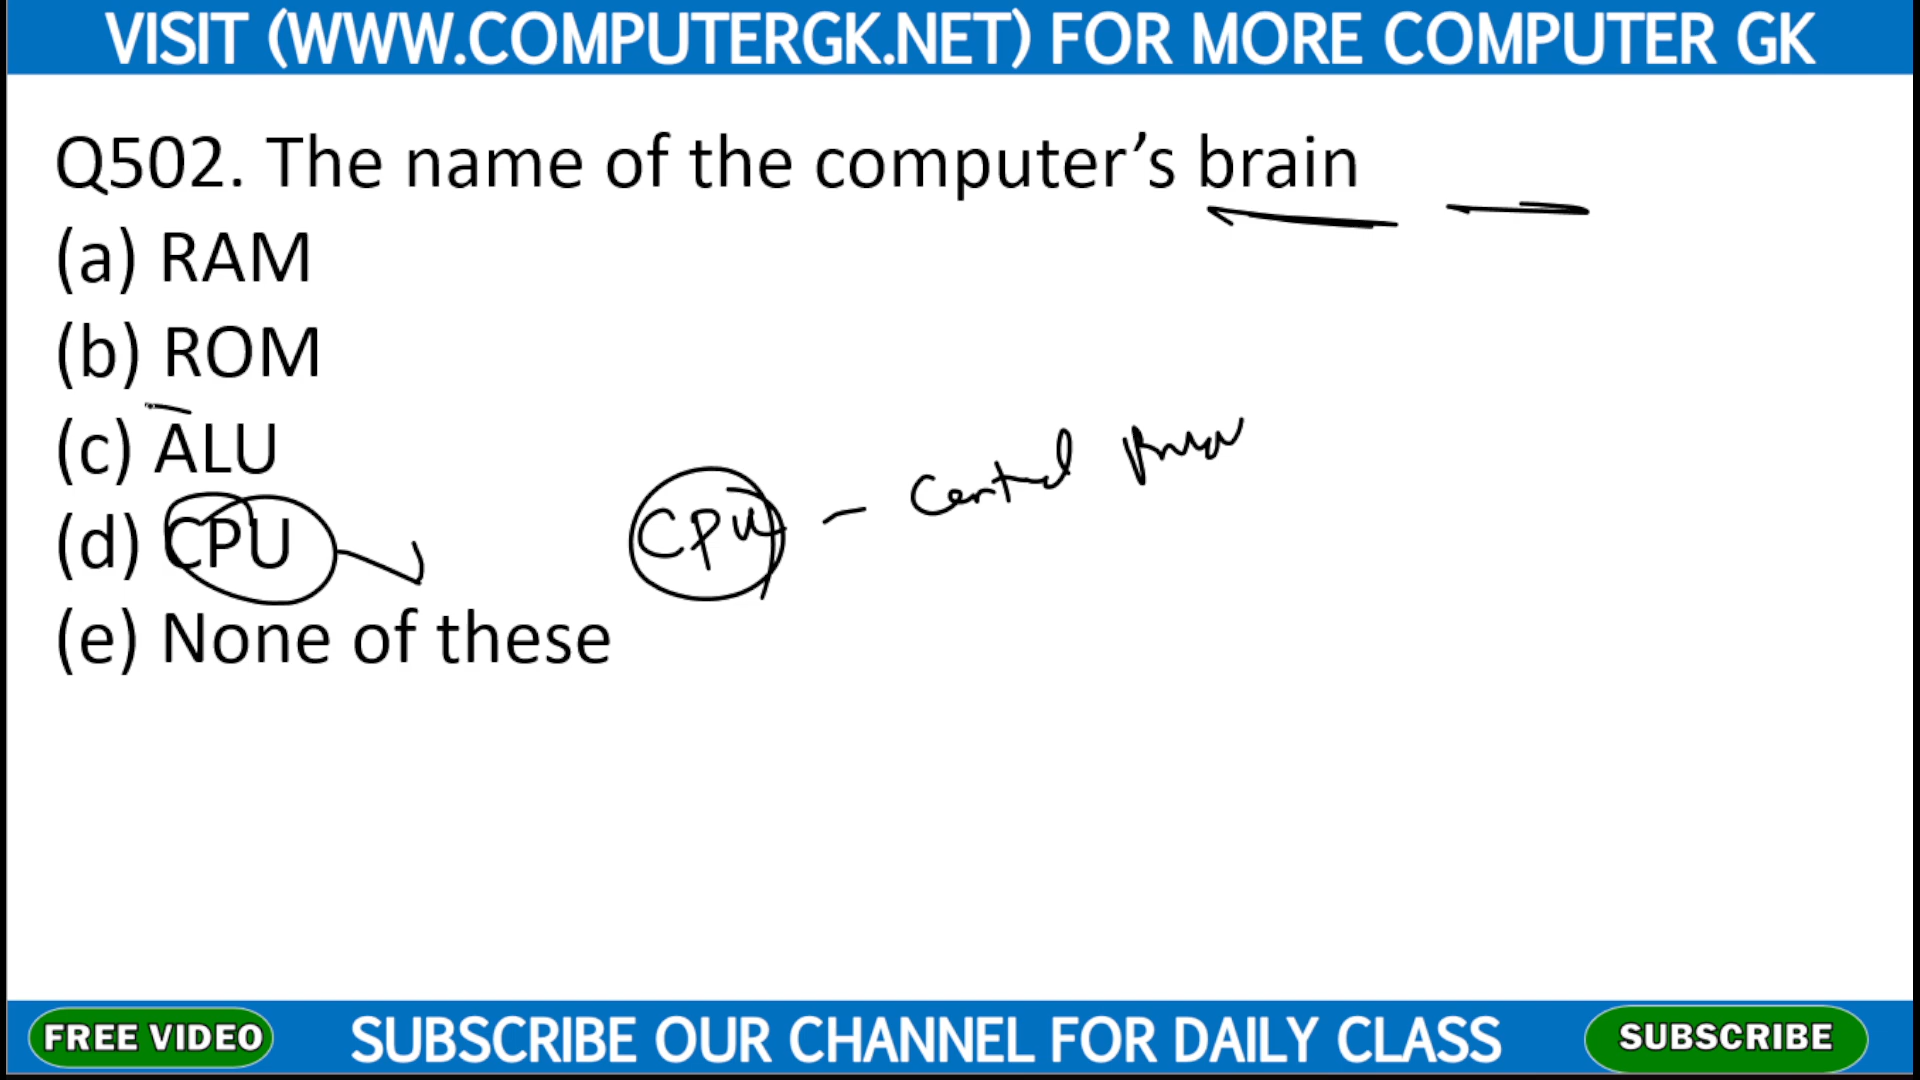 VISIT (WWW.COMPUTERGK.NET) FOR MORE COMPUTER GK
Q502. The name of the computer’s brain
(a) RAM
(b) ROM
(c) ALU
(d) CPU
CPU - Central
(e) None of these
FREE VIDEO SUBSCRIBE OUR CHANNEL FOR DAILY CLASS SUBSCRIBE